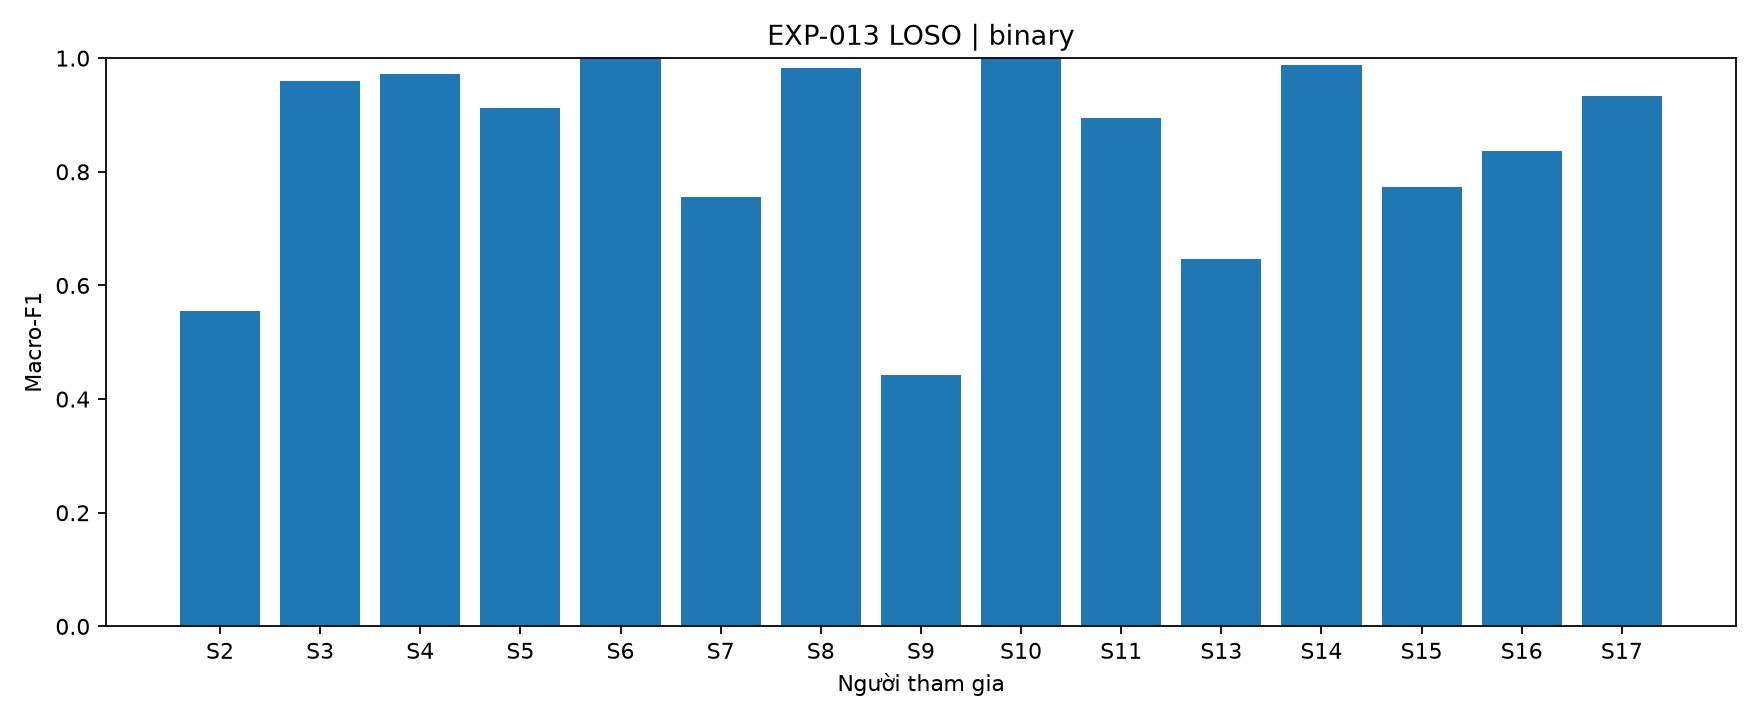 EXP-013 LOSO | binary
Macro-F1
1.0
0.8
0.6
0.4
0.2
0.0
S2 S3 S4 S5 S6 S7 S8 S9 S10 S11 S13 S14 S15 S16 S17
Người tham gia